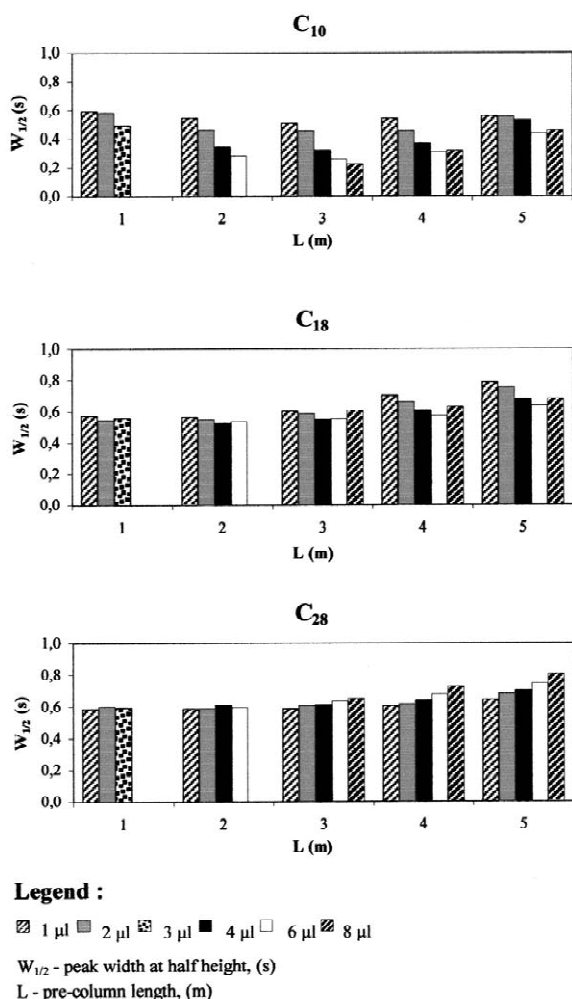 C10
W1/2 (s)
1,0
0,8
0,6
0,4
0,2
0,0
1 2 3 4 5
L (m)
C18
W1/2 (s)
1,0
0,8
0,6
0,4
0,2
0,0
1 2 3 4 5
L (m)
C28
W1/2 (s)
1,0
0,8
0,6
0,4
0,2
0,0
1 2 3 4 5
L (m)
Legend :
1 µl 2 µl 3 µl 4 µl 6 µl 8 µl
W1/2 - peak width at half height, (s)
L - pre-column length, (m)